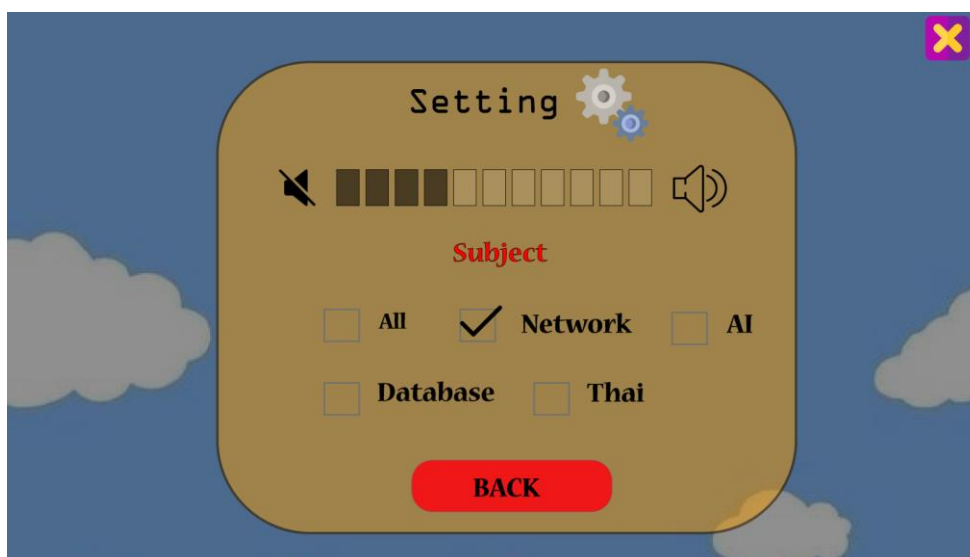 Setting
Subject
All Network AI
Database Thai
BACK